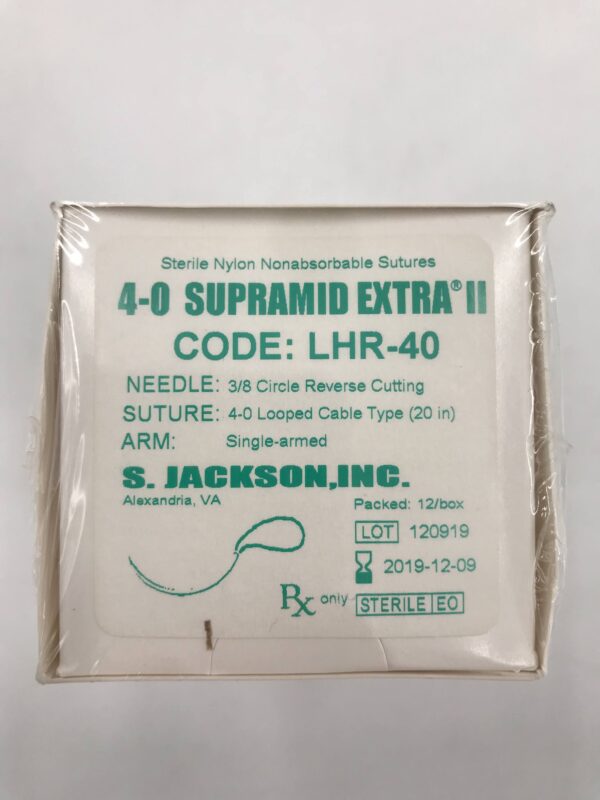 Sterile Nylon Nonabsorbable Sutures
4-0 SUPRAMID EXTRA® II
CODE: LHR-40
NEEDLE: 3/8 Circle Reverse Cutting
SUTURE: 4-0 Looped Cable Type (20 in)
ARM: Single-armed
S. JACKSON,INC.
Alexandria, VA
Packed: 12/box
LOT 120919
2019-12-09
Rx only STERILE EO